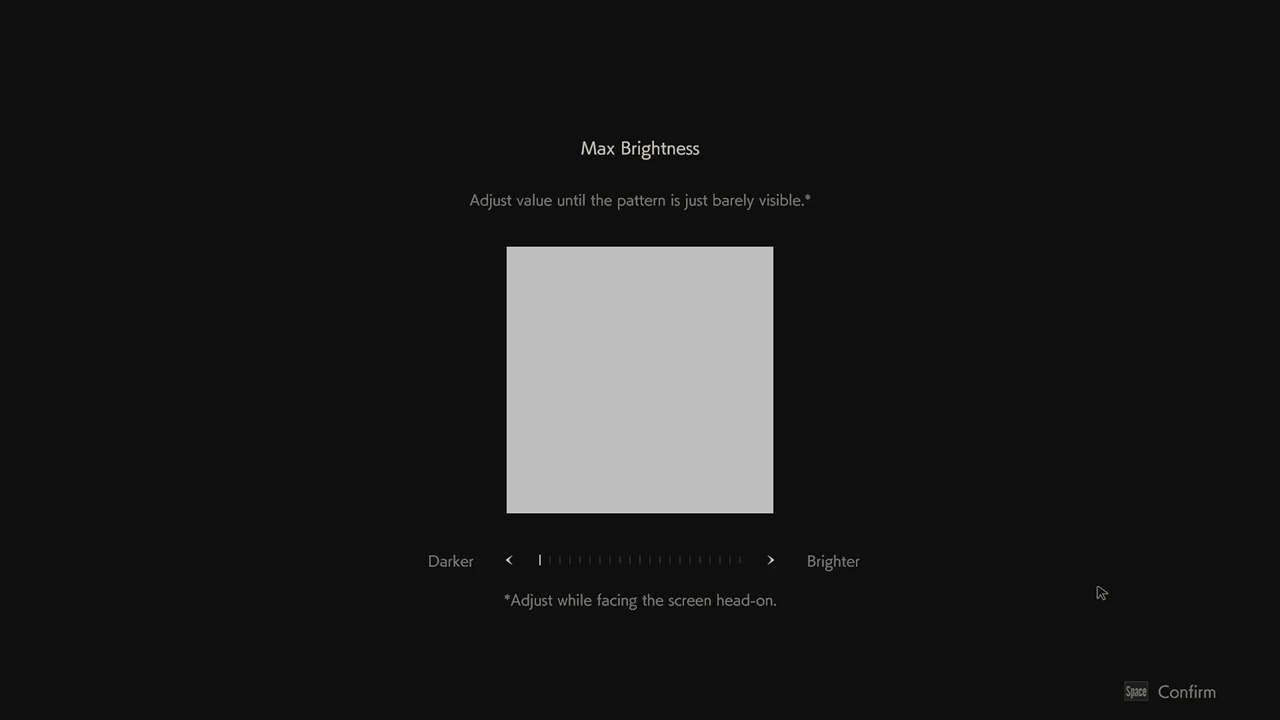 Max Brightness
Adjust value until the pattern is just barely visible.*
Darker
Brighter
*Adjust while facing the screen head-on.
Space Confirm